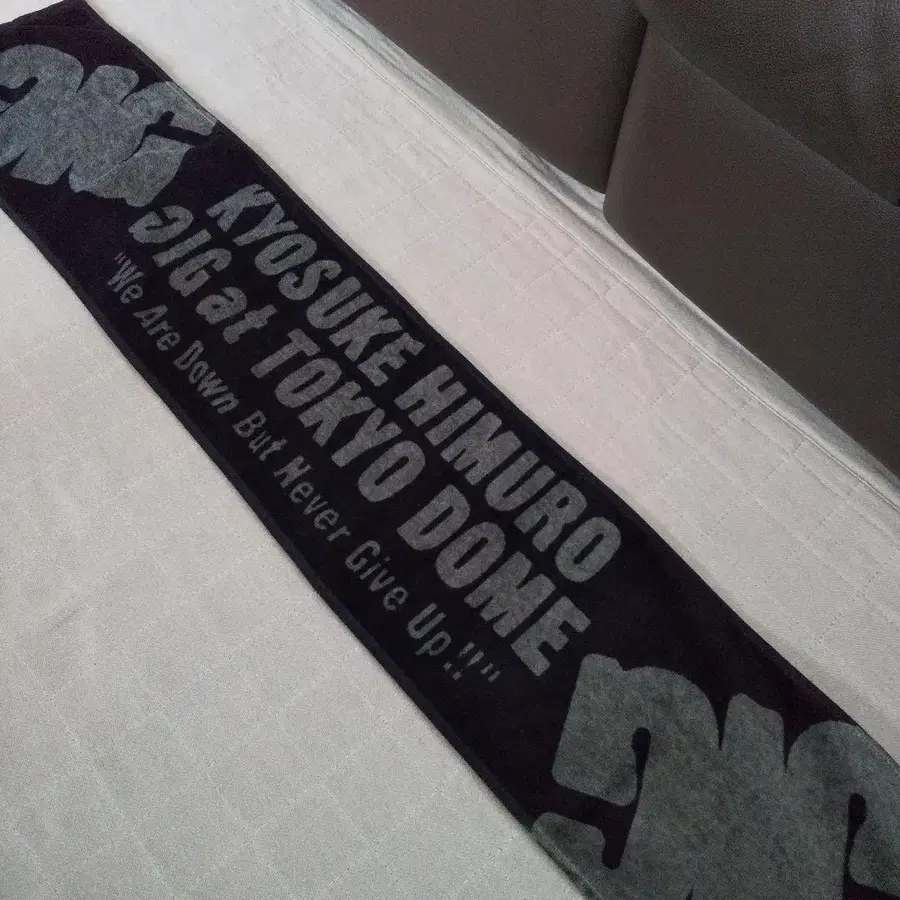 KYOSUKE HIMURO
GIG at TOKYO DOME
"We Are Down But Never Give Up!!"